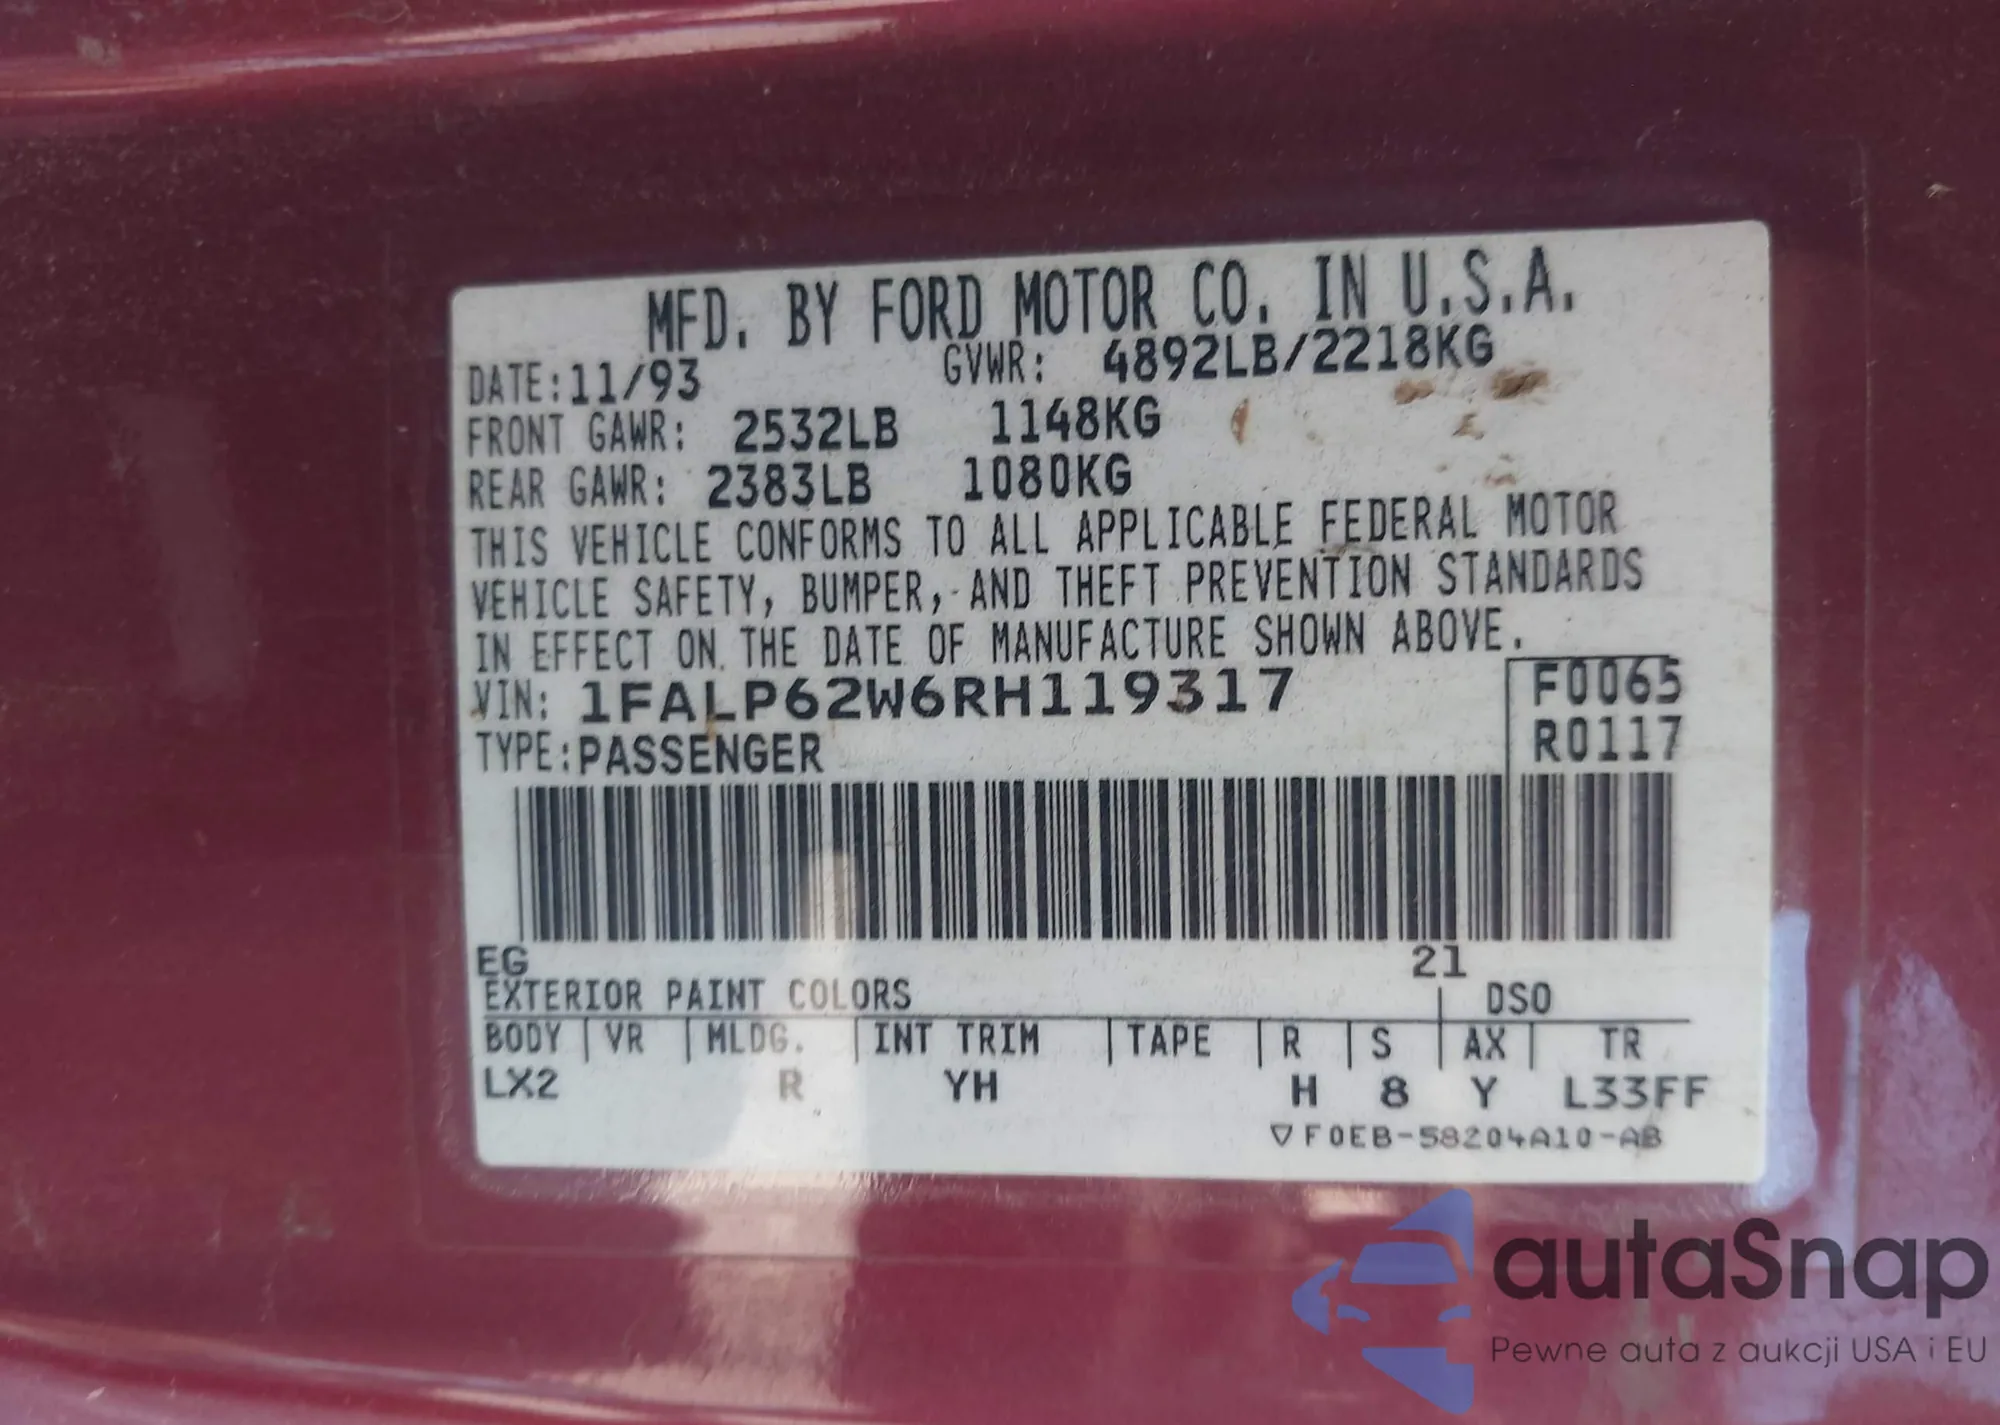 MFD. BY FORD MOTOR CO. IN U.S.A.
DATE: 11/93 GVWR: 4892LB/2218KG
FRONT GAWR: 2532LB 1148KG
REAR GAWR: 2383LB 1080KG
THIS VEHICLE CONFORMS TO ALL APPLICABLE FEDERAL MOTOR
VEHICLE SAFETY, BUMPER, AND THEFT PREVENTION STANDARDS
IN EFFECT ON THE DATE OF MANUFACTURE SHOWN ABOVE.
VIN: 1FALP62W6RH119317 F0065
TYPE: PASSENGER R0117
EG 21
EXTERIOR PAINT COLORS DSO
BODY | VR | MLDG. | INT TRIM | TAPE | R | S | AX | TR
LX2 R YH H 8 Y L33FF
▽F0EB-58204A10-AB
autaSnap
Pewne auta z aukcji USA i EU